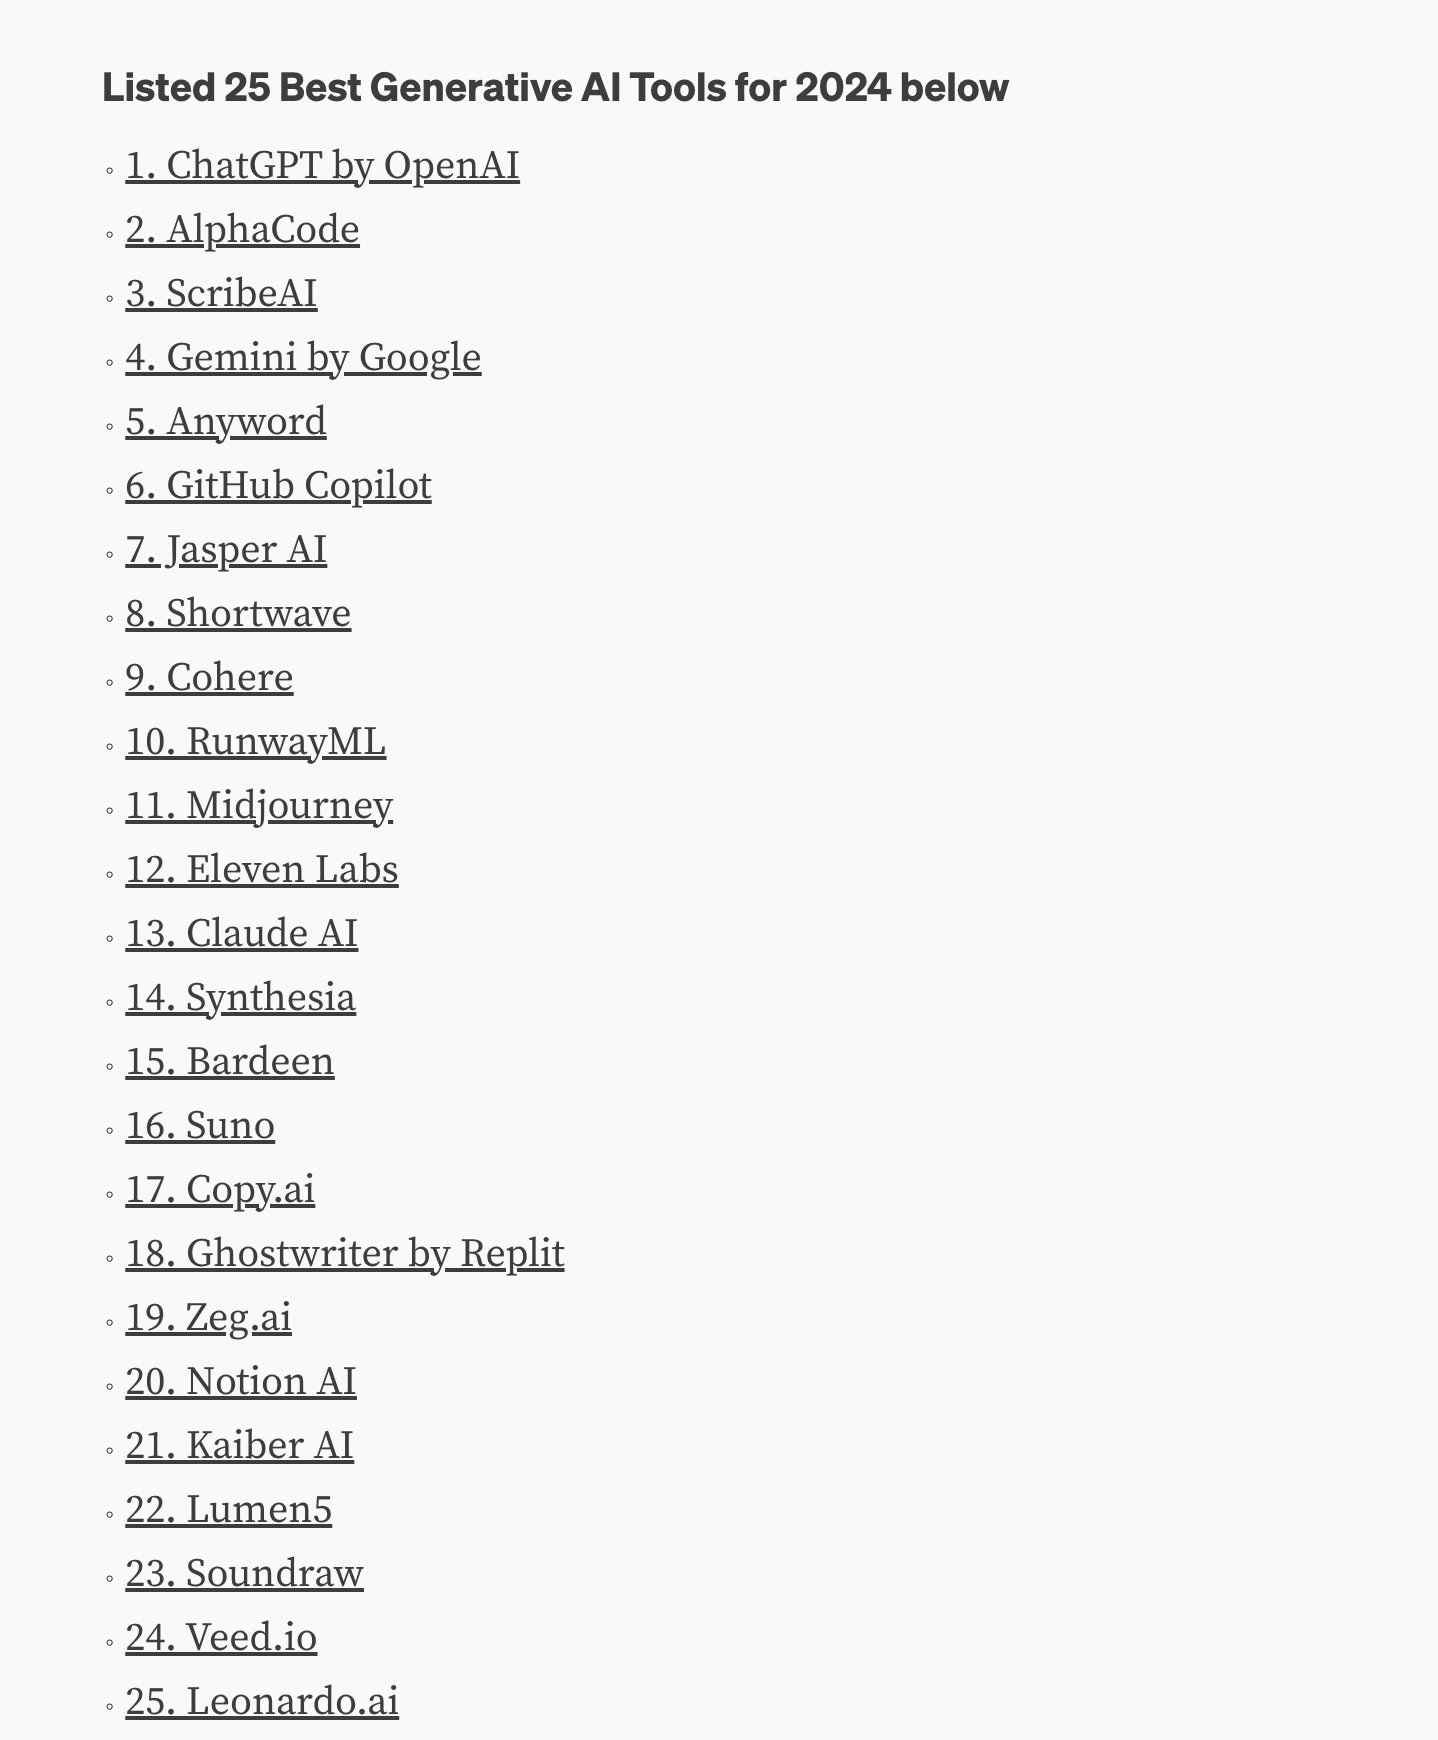 Listed 25 Best Generative AI Tools for 2024 below
◦ 1. ChatGPT by OpenAI
◦ 2. AlphaCode
◦ 3. ScribeAI
◦ 4. Gemini by Google
◦ 5. Anyword
◦ 6. GitHub Copilot
◦ 7. Jasper AI
◦ 8. Shortwave
◦ 9. Cohere
◦ 10. RunwayML
◦ 11. Midjourney
◦ 12. Eleven Labs
◦ 13. Claude AI
◦ 14. Synthesia
◦ 15. Bardeen
◦ 16. Suno
◦ 17. Copy.ai
◦ 18. Ghostwriter by Replit
◦ 19. Zeg.ai
◦ 20. Notion AI
◦ 21. Kaiber AI
◦ 22. Lumen5
◦ 23. Soundraw
◦ 24. Veed.io
◦ 25. Leonardo.ai